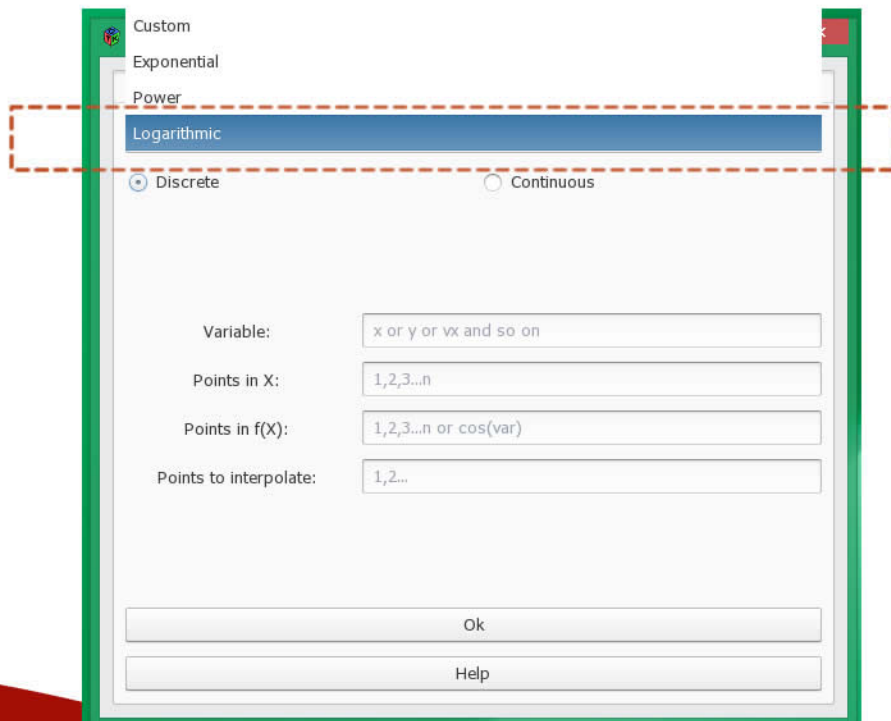 Custom
Exponential
Power
Logarithmic
Discrete Continuous
Variable: x or y or vx and so on
Points in X: 1,2,3...n
Points in f(X): 1,2,3...n or cos(var)
Points to interpolate: 1,2...
Ok
Help